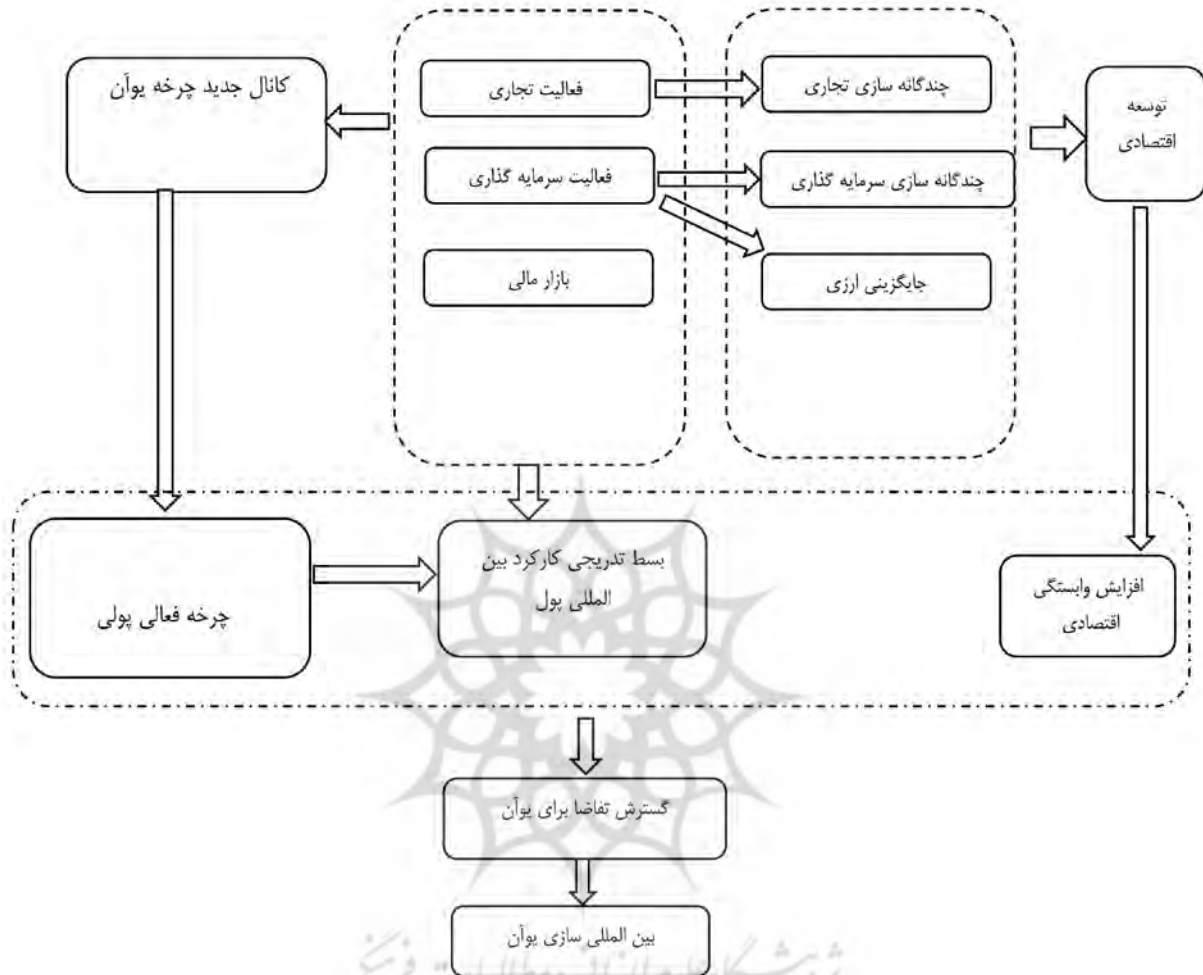 کانال جدید چرخه یوآن
فعالیت تجاری
چندگانه سازی تجاری
توسعه
اقتصادی
فعالیت سرمایه گذاری
چندگانه سازی سرمایه گذاری
بازار مالی
جایگزینی ارزی
چرخه فعالی پولی
بسط تدریجی کارکرد بین
المللی پول
افزایش وابستگی
اقتصادی
گسترش تفاضا برای یوآن
بین المللی سازی یوآن